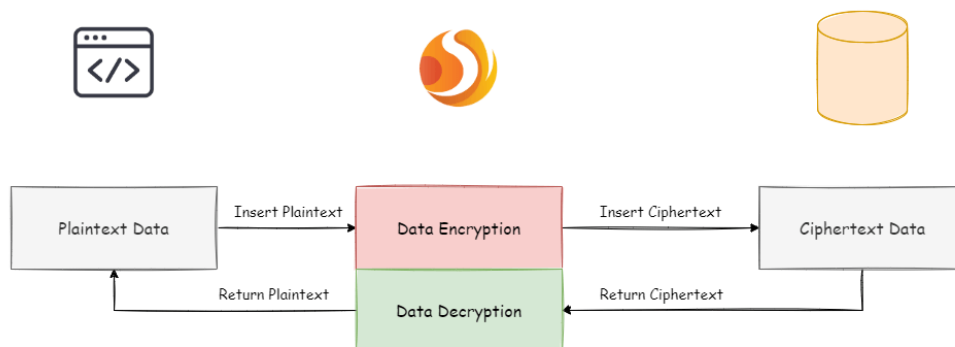 </>
Insert Plaintext
Insert Ciphertext
Plaintext Data
Data Encryption
Ciphertext Data
Return Plaintext
Return Ciphertext
Data Decryption